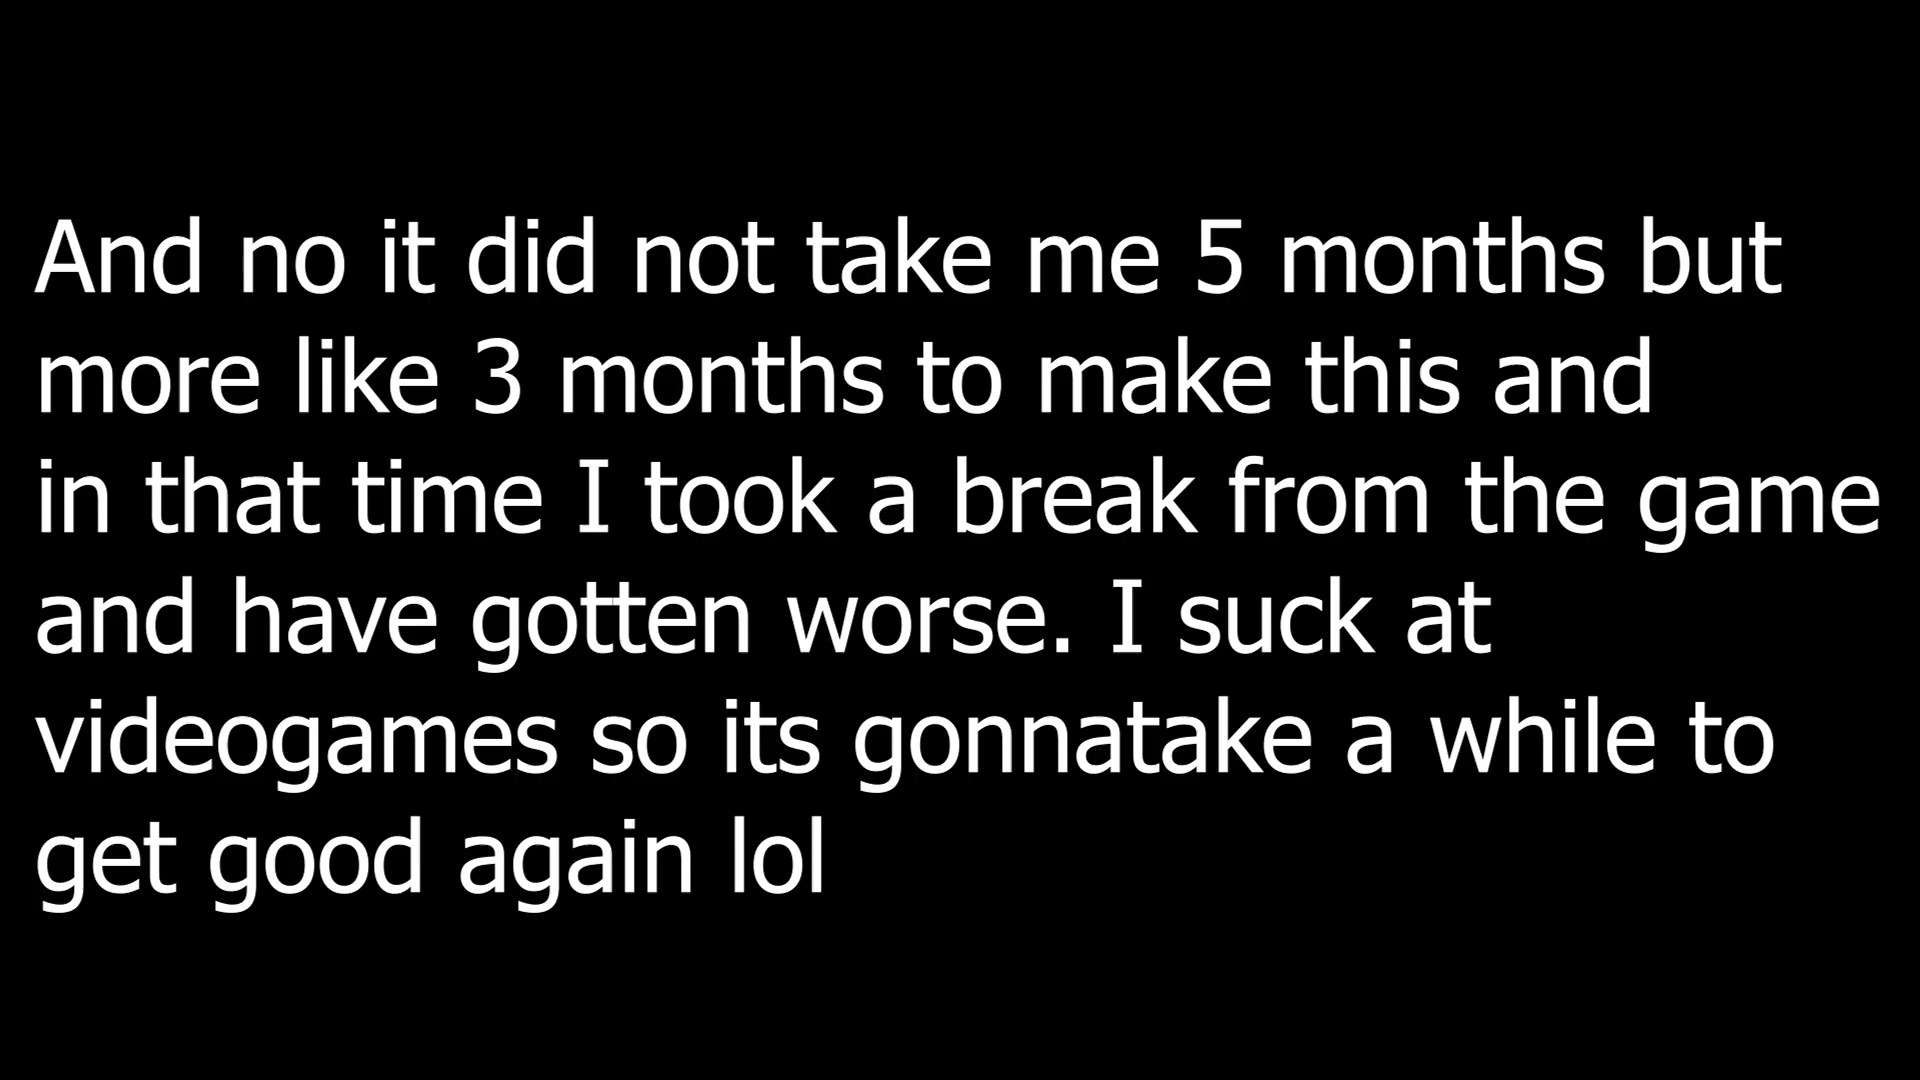 And no it did not take me 5 months but
more like 3 months to make this and
in that time I took a break from the game
and have gotten worse. I suck at
videogames so its gonnatake a while to
get good again lol